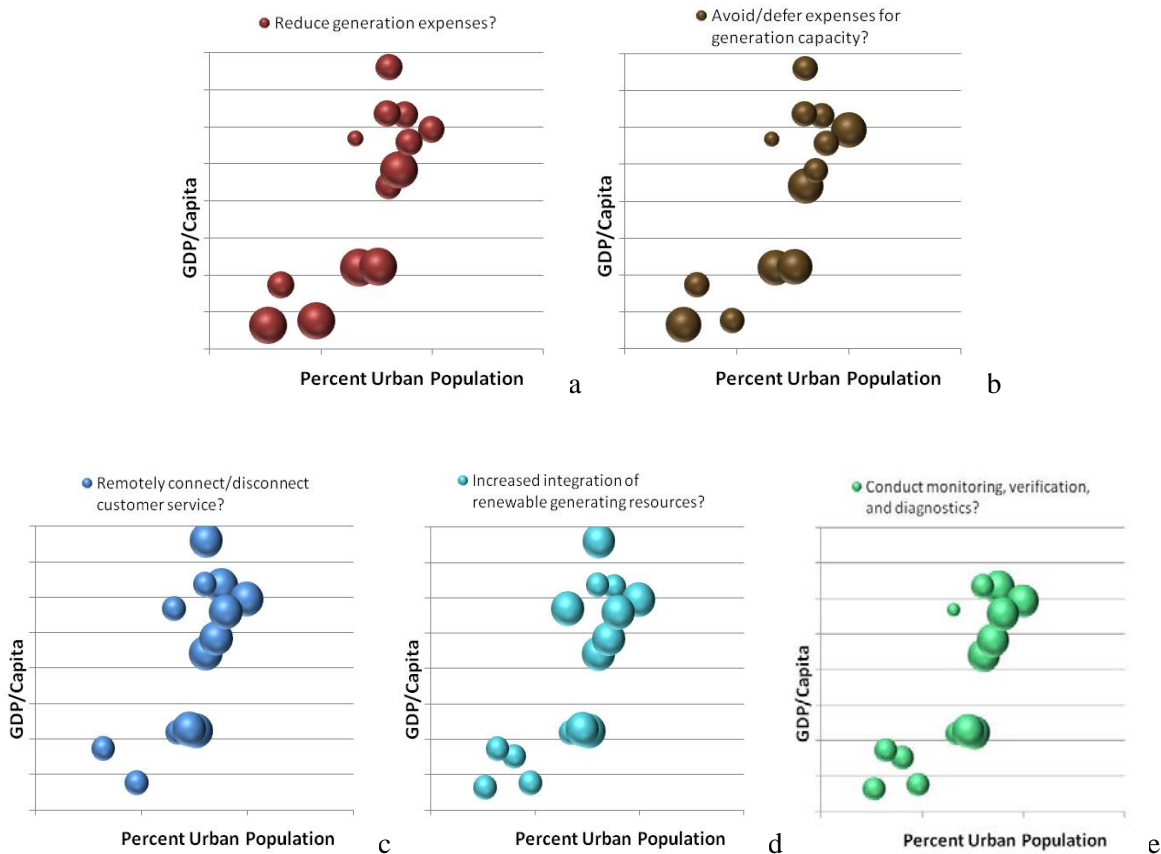 Reduce generation expenses?
GDP/Capita
Percent Urban Population
a
Avoid/defer expenses for
generation capacity?
GDP/Capita
Percent Urban Population
b
Remotely connect/disconnect
customer service?
GDP/Capita
Percent Urban Population
c
Increased integration of
renewable generating resources?
GDP/Capita
Percent Urban Population
d
Conduct monitoring, verification,
and diagnostics?
GDP/Capita
Percent Urban Population
e